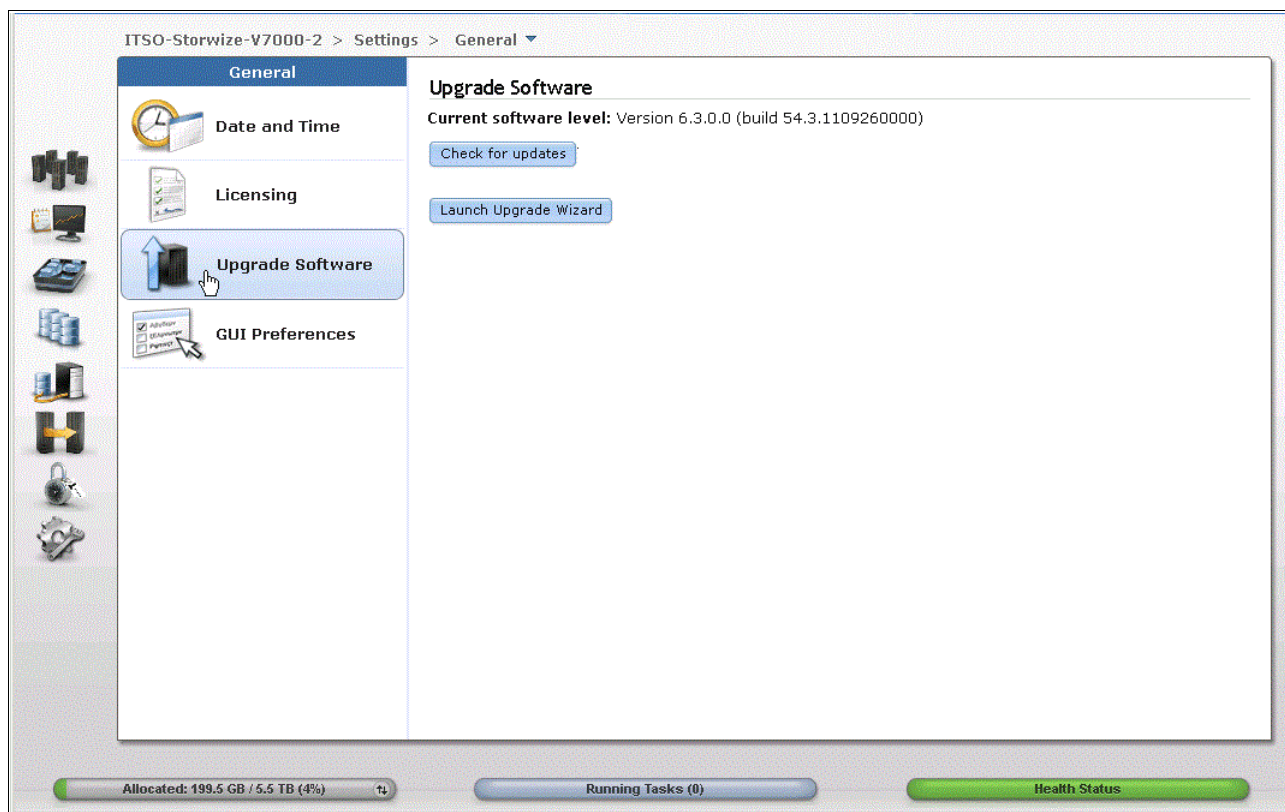 ITSO-Storwize-V7000-2 > Settings > General
General
Date and Time
Licensing
Upgrade Software
GUI Preferences
Upgrade Software
Current software level: Version 6.3.0.0 (build 54.3.1109260000)
Check for updates
Launch Upgrade Wizard
Allocated: 199.5 GB / 5.5 TB (4%)
Running Tasks (0)
Health Status